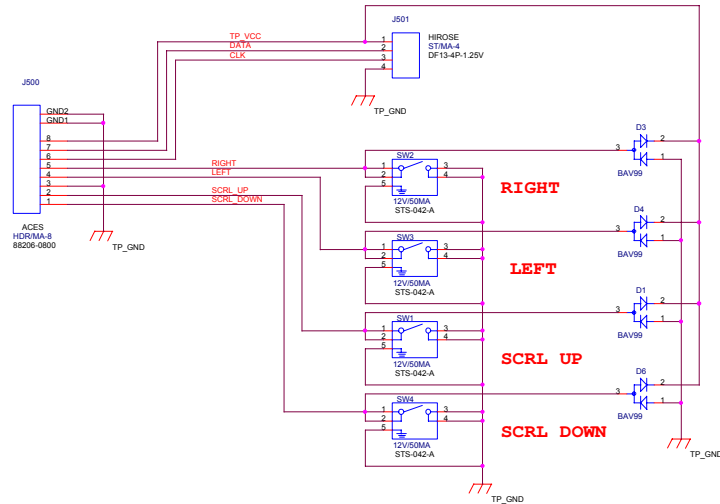 J501
TP_VCC
DATA
CLK
1
2
3
4
HIROSE
ST/MA-4
DF13-4P-1.25V
TP_GND
J500
GND2
GND1
8
7
6
5
4
3
2
1
RIGHT
LEFT
SCRL_UP
SCRL_DOWN
ACES
HDR/MA-8
88206-0800
TP_GND
SW2
1
2
5
3
4
12V/50MA
STS-042-A
RIGHT
D3
3
2
1
BAV99
SW3
1
2
5
3
4
12V/50MA
STS-042-A
LEFT
D4
3
2
1
BAV99
SW1
1
2
5
3
4
12V/50MA
STS-042-A
SCRL UP
D1
3
2
1
BAV99
SW4
1
2
5
3
4
12V/50MA
STS-042-A
SCRL DOWN
D6
3
2
1
BAV99
TP_GND
TP_GND